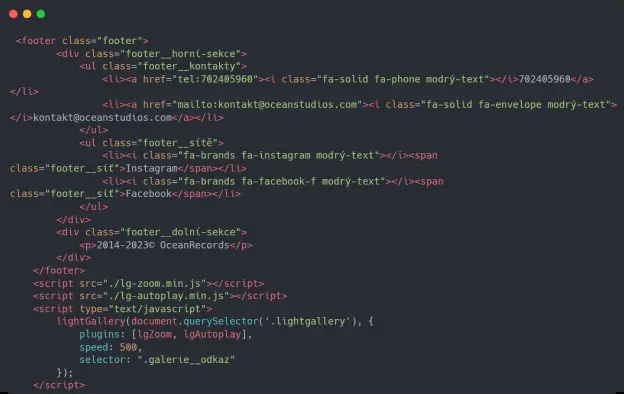 <footer class="footer">
<div class="footer__horní-sekce">
<ul class="footer__kontakty">
<li><a href="tel:702405960"><i class="fa-solid fa-phone modrý-text"></i>702405960</a>
</li>
<li><a href="mailto:kontakt@oceanstudios.com"><i class="fa-solid fa-envelope modrý-text">
</i>kontakt@oceanstudios.com</a></li>
</ul>
<ul class="footer__sítě">
<li><i class="fa-brands fa-instagram modrý-text"></i><span
class="footer__síť">Instagram</span></li>
<li><i class="fa-brands fa-facebook-f modrý-text"></i><span
class="footer__síť">Facebook</span></li>
</ul>
</div>
<div class="footer__dolní-sekce">
<p>2014-2023© OceanRecords</p>
</div>
</footer>
<script src="./lg-zoom.min.js"></script>
<script src="./lg-autoplay.min.js"></script>
<script type="text/javascript">
lightGallery(document.querySelector('.lightgallery'), {
plugins: [lgZoom, lgAutoplay],
speed: 500,
selector: ".galerie__odkaz"
});
</script>